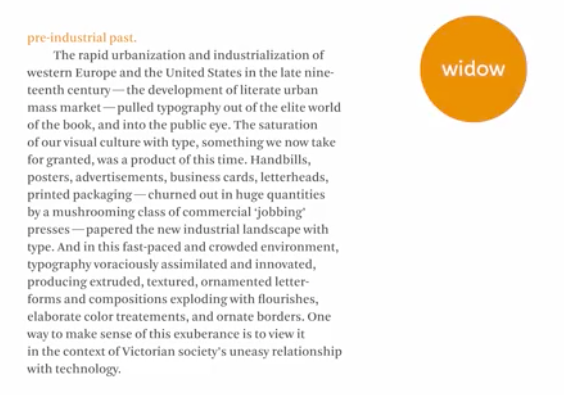 pre-industrial past.
The rapid urbanization and industrialization of
western Europe and the United States in the late nine-
teenth century — the development of literate urban
mass market — pulled typography out of the elite world
of the book, and into the public eye. The saturation
of our visual culture with type, something we now take
for granted, was a product of this time. Handbills,
posters, advertisements, business cards, letterheads,
printed packaging — churned out in huge quantities
by a mushrooming class of commercial ‘jobbing’
presses — papered the new industrial landscape with
type. And in this fast-paced and crowded environment,
typography voraciously assimilated and innovated,
producing extruded, textured, ornamented letter-
forms and compositions exploding with flourishes,
elaborate color treatements, and ornate borders. One
way to make sense of this exuberance is to view it
in the context of Victorian society’s uneasy relationship
with technology.
widow